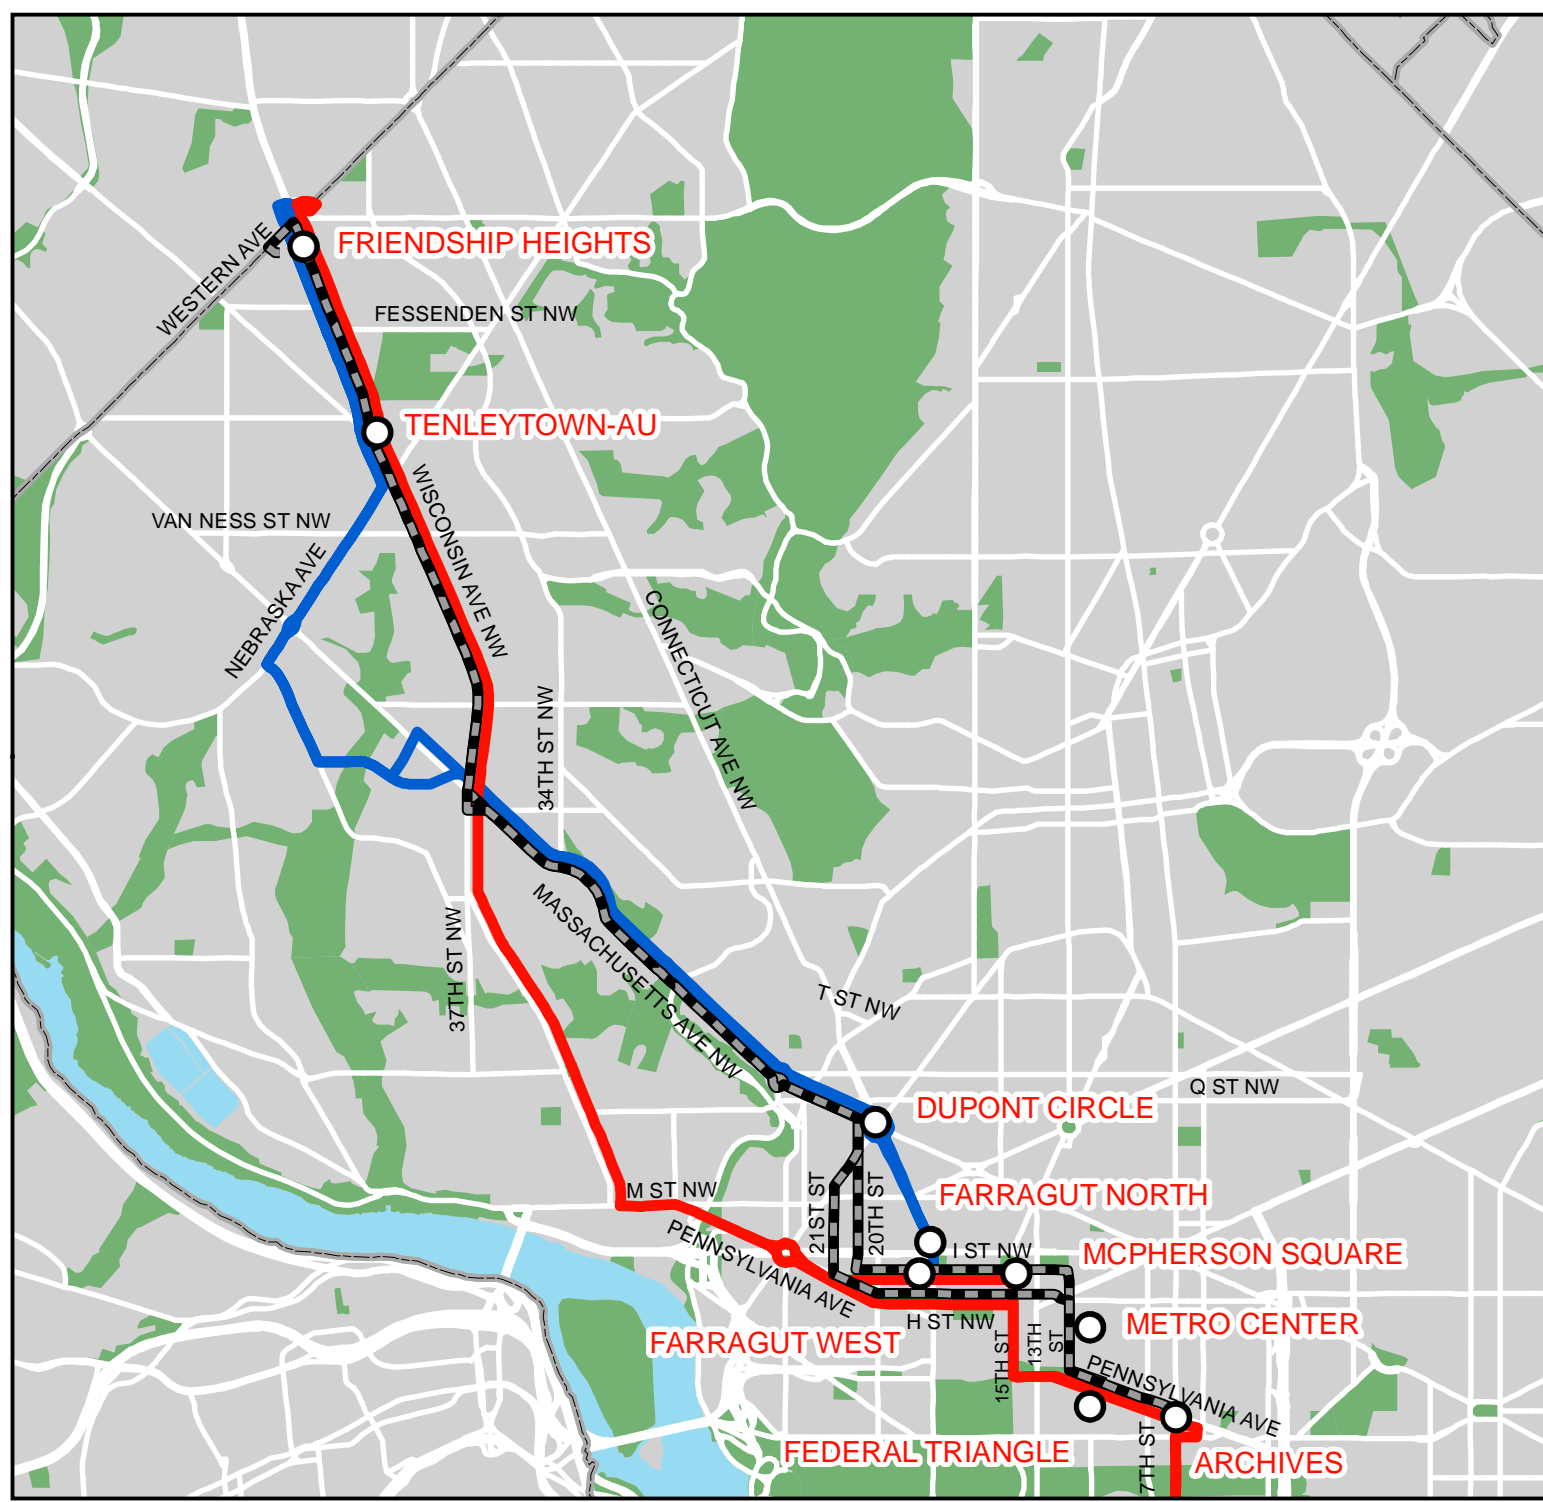 WESTERN AVE
FRIENDSHIP HEIGHTS
FESSENDEN ST NW
TENLEYTOWN-AU
WISCONSIN AVE NW
VAN NESS ST NW
NEBRASKA AVE
CONNECTICUT AVE NW
34TH ST NW
MASSACHUSETTS AVE NW
37TH ST NW
T ST NW
Q ST NW
DUPONT CIRCLE
M ST NW
21ST ST
20TH ST
FARRAGUT NORTH
PENNSYLVANIA AVE
I ST NW
MCPHERSON SQUARE
H ST NW
FARRAGUT WEST
15TH ST
13TH
ST
METRO CENTER
PENNSYLVANIA AVE
FEDERAL TRIANGLE
7TH ST
ARCHIVES